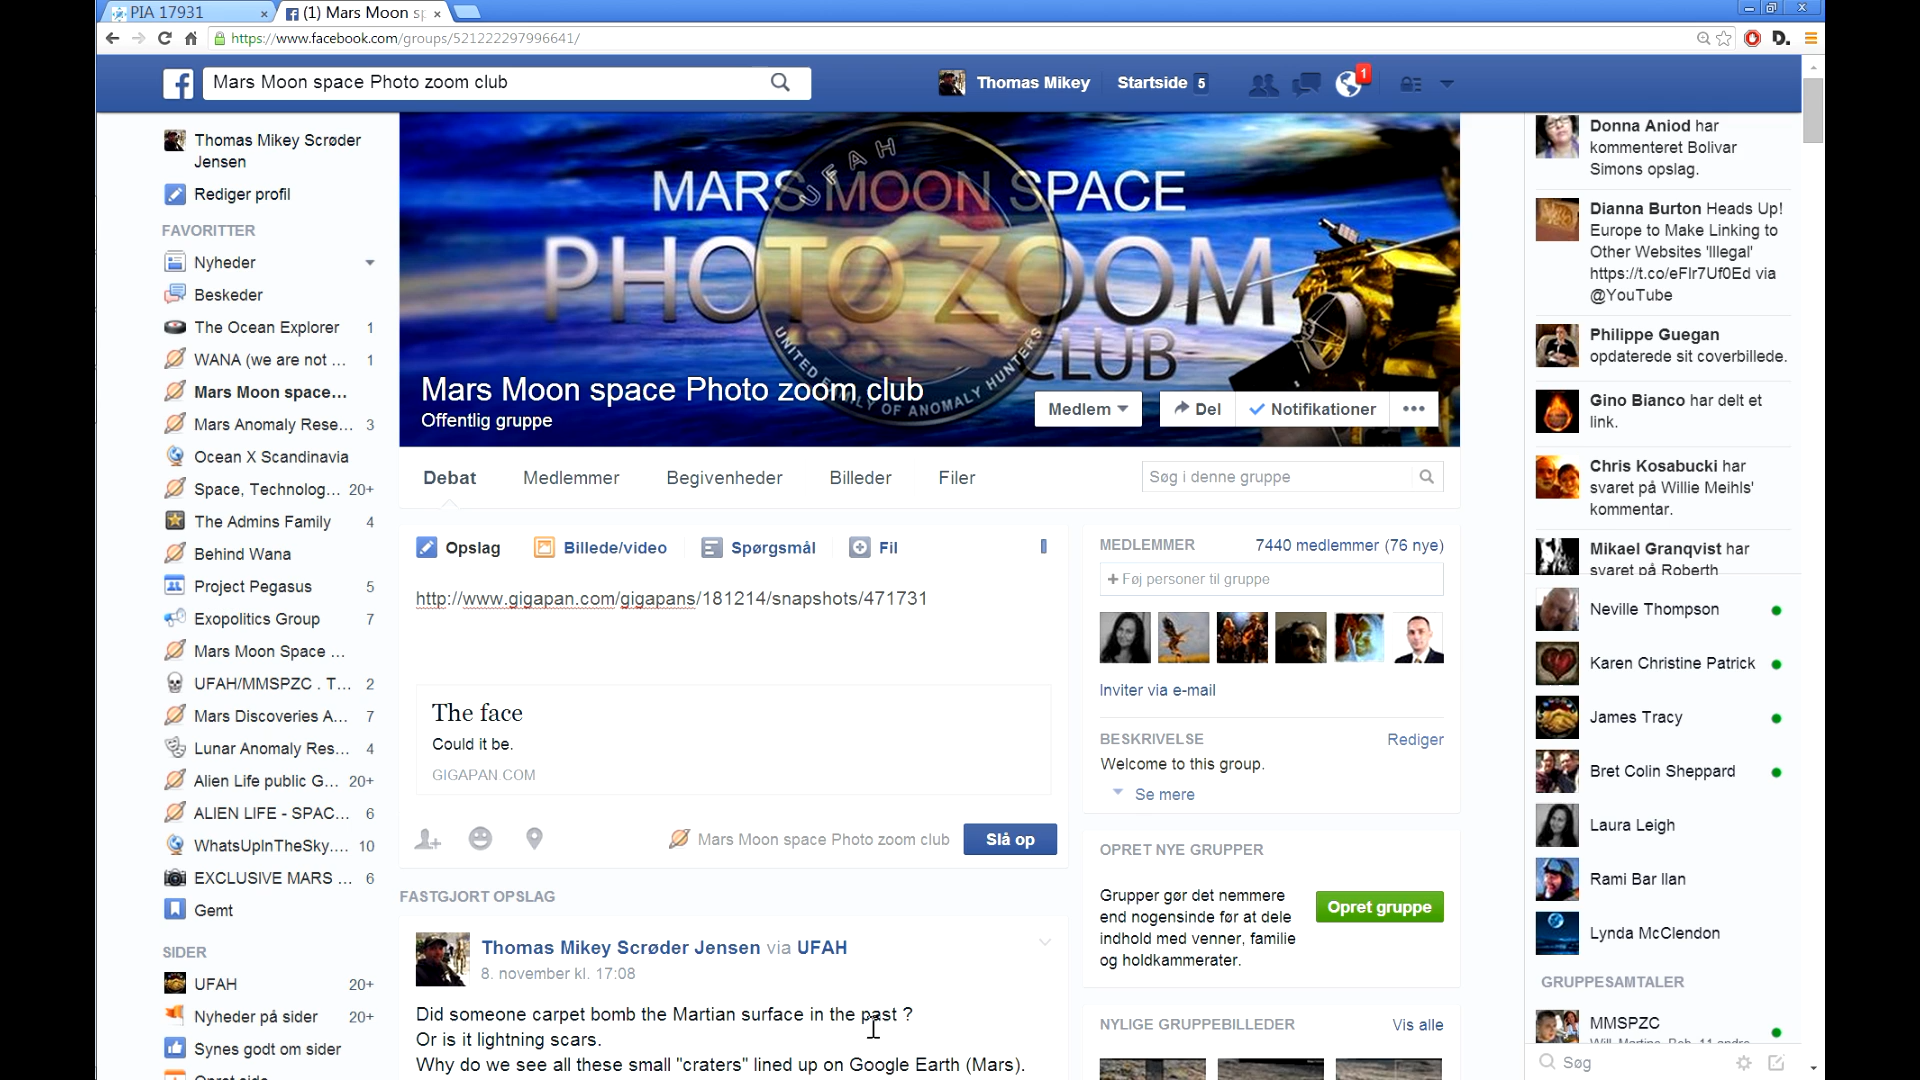 PIA 17931
(1) Mars Moon sp
https://www.facebook.com/groups/521222297996641/
D.
Mars Moon space Photo zoom club
Thomas Mikey
Startside 5
1
Thomas Mikey Scrøder
Jensen
Rediger profil
FAVORITTER
Nyheder
Beskeder
The Ocean Explorer 1
WANA (we are not ... 1
Mars Moon space...
Mars Anomaly Rese... 3
Ocean X Scandinavia
Space, Technolog... 20+
The Admins Family 4
Behind Wana
Project Pegasus 5
Exopolitics Group 7
Mars Moon Space ...
UFAH/MMSPZC . T... 2
Mars Discoveries A... 7
Lunar Anomaly Res... 4
Alien Life public G... 20+
ALIEN LIFE - SPAC... 6
WhatsUpInTheSky.... 10
EXCLUSIVE MARS ... 6
Gemt
SIDER
UFAH 20+
Nyheder på sider 20+
Synes godt om sider
Opret side
UFAH
MARS MOON SPACE
PHOTO ZOOM
CLUB
UNITED FAMILY OF ANOMALY HUNTERS
Mars Moon space Photo zoom club
Offentlig gruppe
Medlem
Del
Notifikationer
Debat
Medlemmer
Begivenheder
Billeder
Filer
Søg i denne gruppe
Opslag
Billede/video
Spørgsmål
Fil
http://www.gigapan.com/gigapans/181214/snapshots/471731
The face
Could it be.
GIGAPAN.COM
Mars Moon space Photo zoom club
Slå op
FASTGJORT OPSLAG
Thomas Mikey Scrøder Jensen via UFAH
8. november kl. 17:08
Did someone carpet bomb the Martian surface in the past ?
Or is it lightning scars.
Why do we see all these small "craters" lined up on Google Earth (Mars).
MEDLEMMER
7440 medlemmer (76 nye)
+ Føj personer til gruppe
Inviter via e-mail
BESKRIVELSE
Rediger
Welcome to this group.
Se mere
OPRET NYE GRUPPER
Grupper gør det nemmere
end nogensinde før at dele
indhold med venner, familie
og holdkammerater.
Opret gruppe
NYLIGE GRUPPEBILLEDER
Vis alle
Donna Aniod har
kommenteret Bolivar
Simons opslag.
Dianna Burton Heads Up!
Europe to Make Linking to
Other Websites 'Illegal'
https://t.co/eFlr7Uf0Ed via
@YouTube
Philippe Guegan
opdaterede sit coverbillede.
Gino Bianco har delt et
link.
Chris Kosabucki har
svaret på Willie Meihls'
kommentar.
Mikael Granqvist har
svaret på Roberth
Neville Thompson
Karen Christine Patrick
James Tracy
Bret Colin Sheppard
Laura Leigh
Rami Bar Ilan
Lynda McClendon
GRUPPESAMTALER
MMSPZC
Will, Martine, Bob, 11 andre
Søg